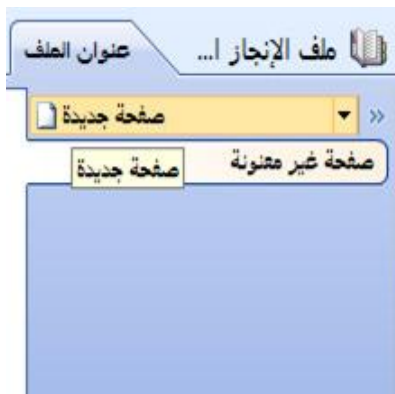 ملف الإنجاز ا...
عنوان الملف
صفحة جديدة
صفحة غير معنونة
صفحة جديدة